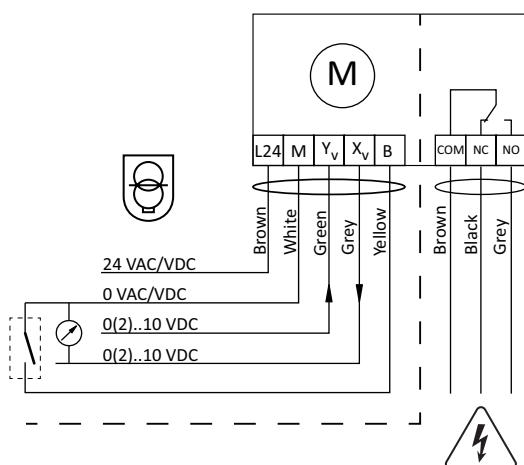 M
L24 M Yv Xv B COM NC NO
Brown White Green Grey Yellow Brown Black Grey
24 VAC/VDC
0 VAC/VDC
0(2)..10 VDC
0(2)..10 VDC